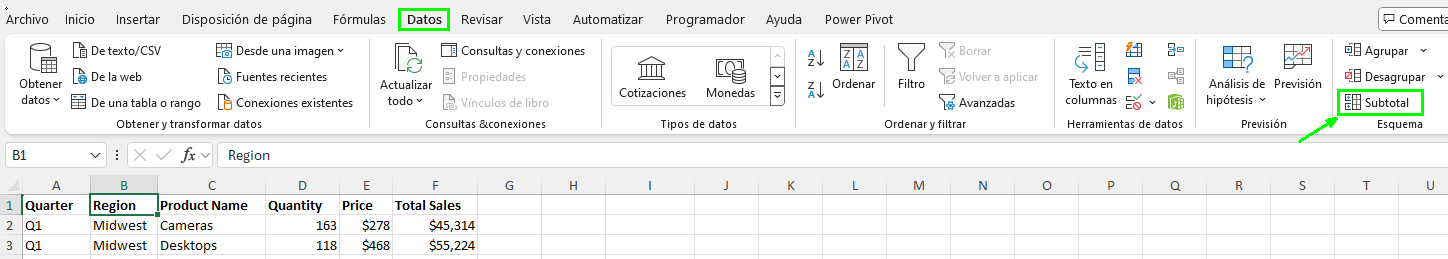 Archivo Inicio Insertar Disposición de página Fórmulas Datos Revisar Vista Automatizar Programador Ayuda Power Pivot Comenta
Obtener datos
De texto/CSV
De la web
De una tabla o rango
Desde una imagen
Fuentes recientes
Conexiones existentes
Obtener y transformar datos
Actualizar todo
Consultas y conexiones
Propiedades
Vínculos de libro
Consultas &conexiones
Cotizaciones Monedas
Tipos de datos
A Z
Z A
Ordenar
Filtro
Borrar
Volver a aplicar
Avanzadas
Ordenar y filtrar
Texto en columnas
Herramientas de datos
Análisis de hipótesis
Previsión
Previsión
Agrupar
Desagrupar
Subtotal
Esquema
B1 fx Region
A B C D E F G H I J K L M N O P Q R S T U
1 Quarter Region Product Name Quantity Price Total Sales
2 Q1 Midwest Cameras 163 $278 $45,314
3 Q1 Midwest Desktops 118 $468 $55,224